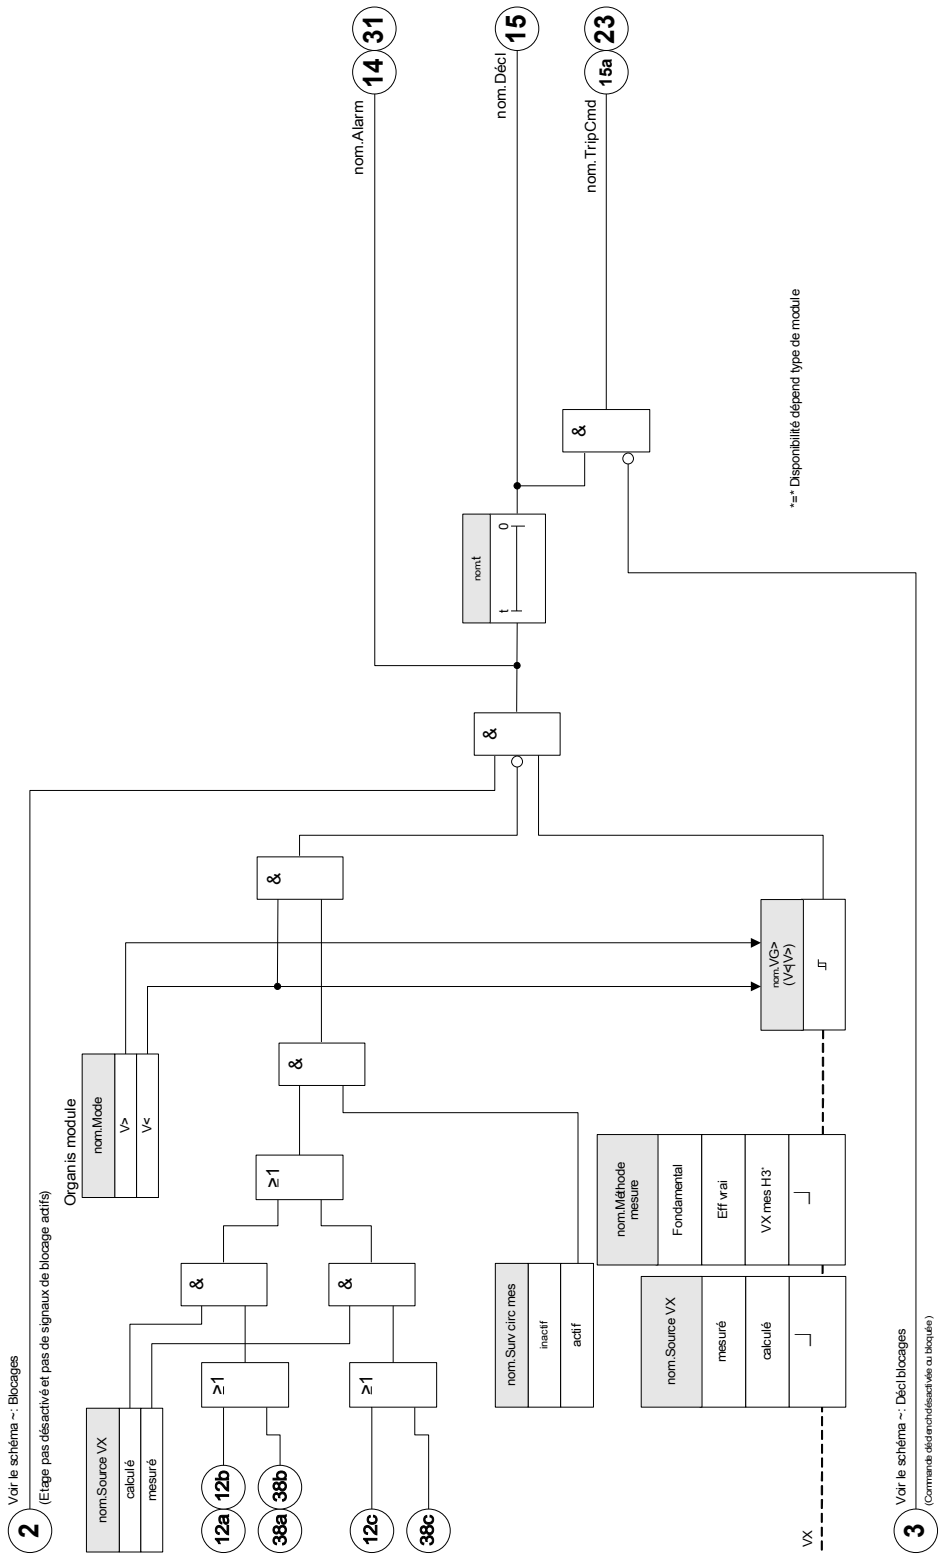 2
Voir le schéma ~: Blocages
(Etage pas désactivé et pas de signaux de blocage actifs)
Organis module
nom.Mode
V>
V<
nom.Source VX
calculé
mesuré
12a
12b
38a
38b
12c
38c
≥1
≥1
&
&
≥1
&
&
nom.Surv circ mes
inactif
actif
nom.Source VX
mesuré
calculé
nom.Méthode
mesure
Fondamental
Eff vrai
VX mes H3'
VX
nom.VG>
(V<|V>)
&
nom.t
t
0
&
nom.Alarm
14
31
nom.Décl
15
nom.TripCmd
15a
23
*=* Disponibilité dépend type de module
3
Voir le schéma ~: Décl blocages
(Commande déclench désactivée ou bloquée)